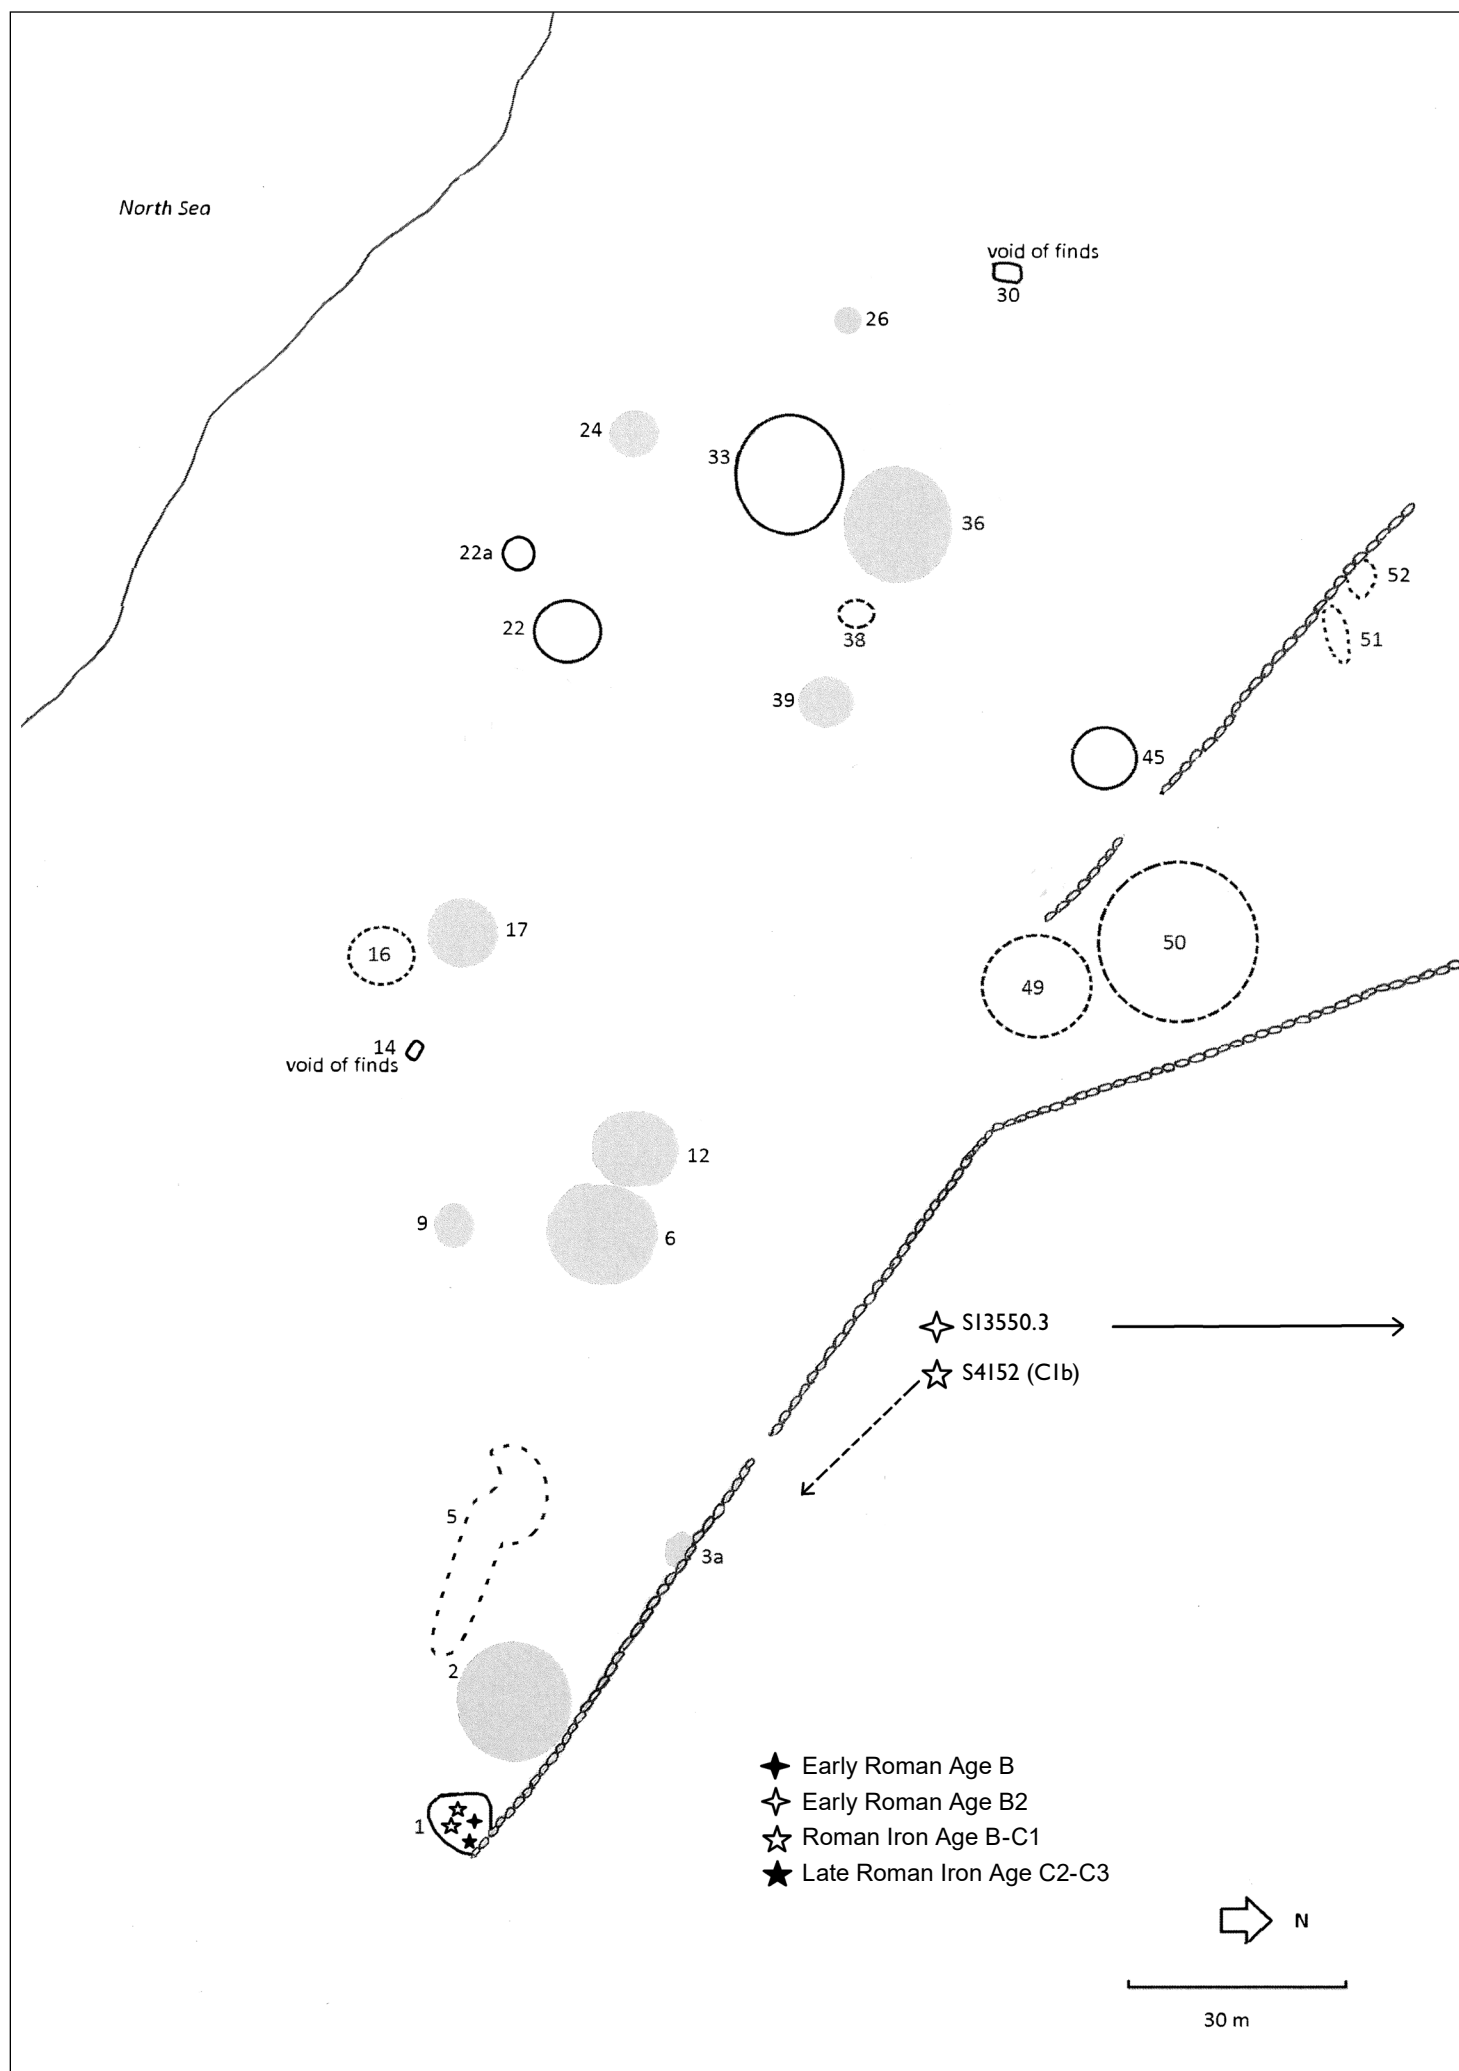 North Sea
void of finds
30
26
24
33
36
22a
52
22
38
51
39
45
17
16
50
49
14
void of finds
12
9
6
S13550.3
S4152 (C1b)
5
3a
2
1
Early Roman Age B
Early Roman Age B2
Roman Iron Age B-C1
Late Roman Iron Age C2-C3
N
30 m